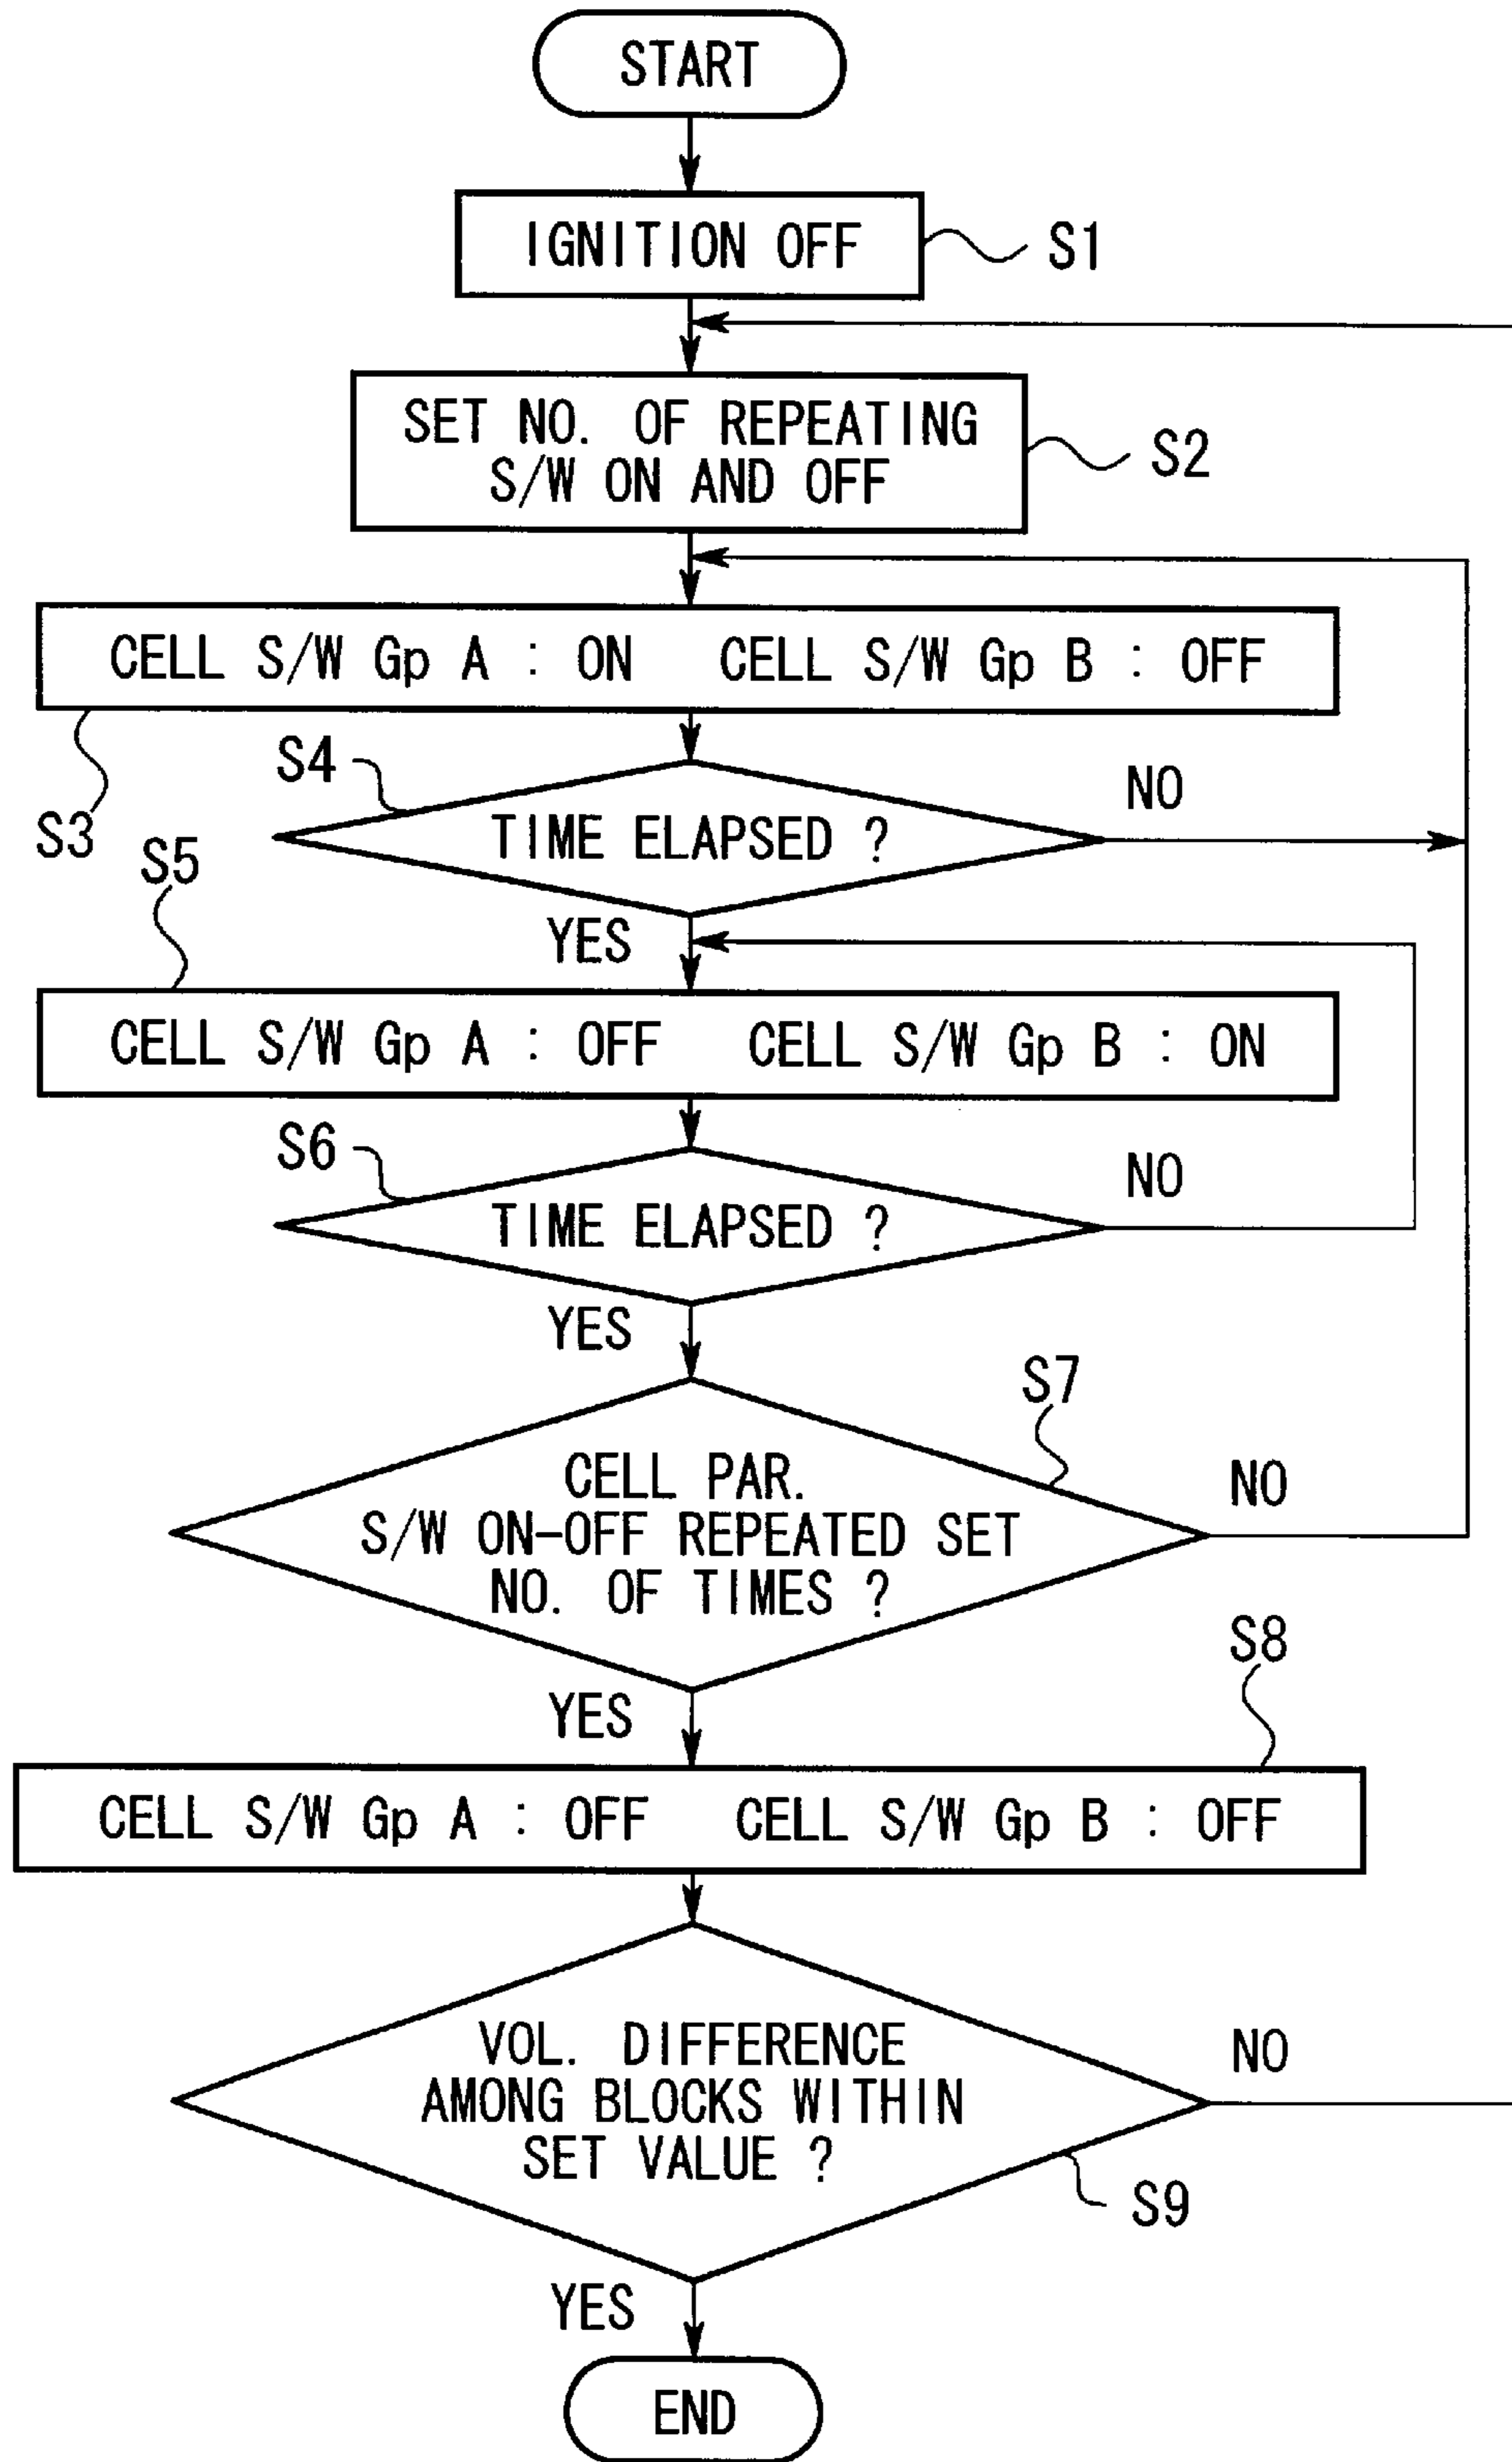 START
IGNITION OFF
S1
SET NO. OF REPEATING
S/W ON AND OFF
S2
CELL S/W Gp A : ON CELL S/W Gp B : OFF
S3
S4
TIME ELAPSED ?
NO
YES
S5
CELL S/W Gp A : OFF CELL S/W Gp B : ON
S6
TIME ELAPSED ?
NO
YES
S7
CELL PAR.
S/W ON-OFF REPEATED SET
NO. OF TIMES ?
NO
YES
S8
CELL S/W Gp A : OFF CELL S/W Gp B : OFF
VOL. DIFFERENCE
AMONG BLOCKS WITHIN
SET VALUE ?
NO
S9
YES
END